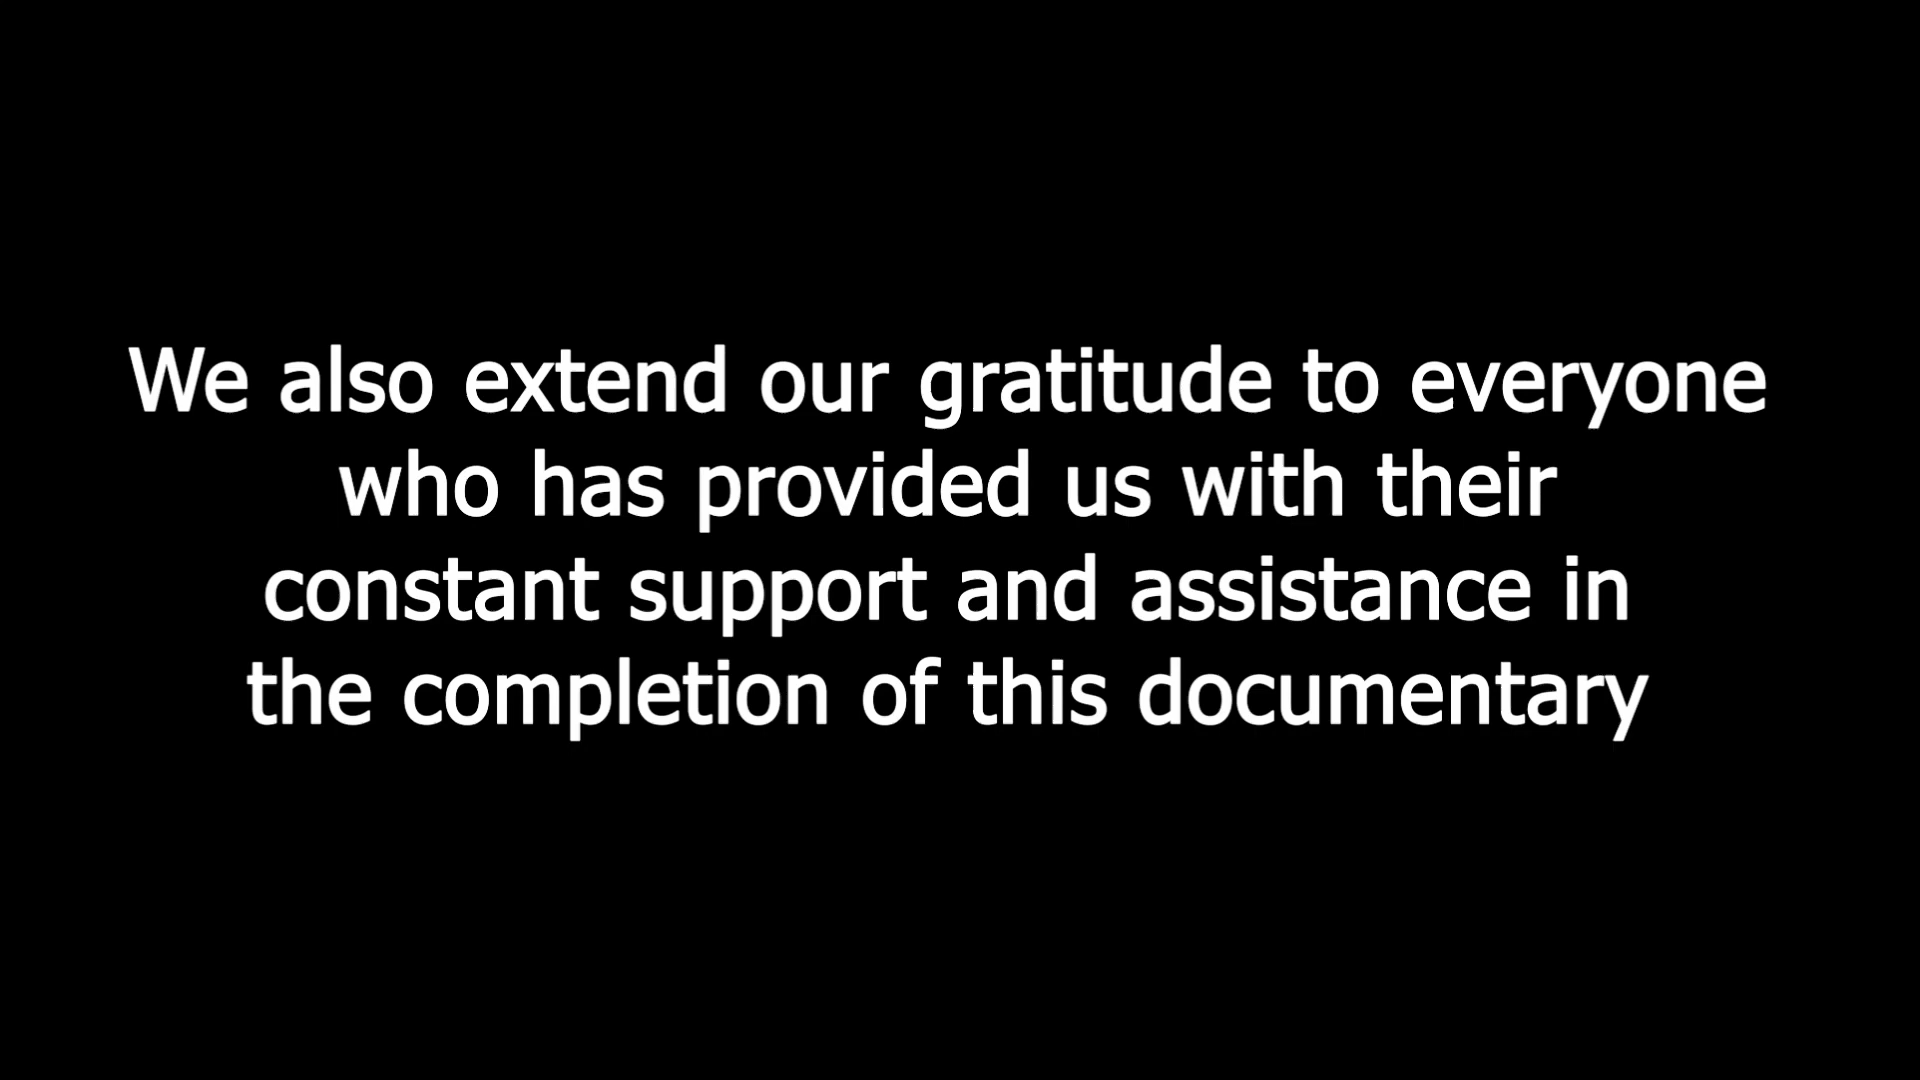 We also extend our gratitude to everyone
who has provided us with their
constant support and assistance in
the completion of this documentary